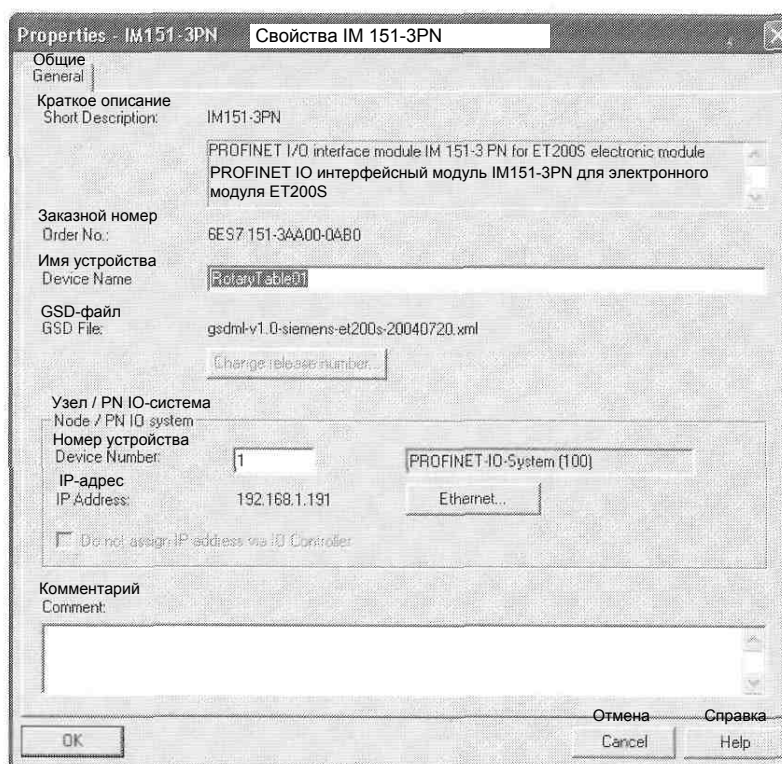 Properties - IM151-3PN Свойства IM 151-3PN
Общие
General
Краткое описание
Short Description: IM151-3PN
PROFINET I/O interface module IM 151-3 PN for ET200S electronic module
PROFINET IO интерфейсный модуль IM151-3PN для электронного
модуля ET200S
Заказной номер
Order No.: 6ES7 151-3AA00-0AB0
Имя устройства
Device Name RotaryTable01
GSD-файл
GSD File: gsdml-v1.0-siemens-et200s-20040720.xml
Change release number...
Узел / PN IO-система
Node / PN IO system
Номер устройства
Device Number: 1 PROFINET-IO-System (100)
IP-адрес
IP Address: 192.168.1.191 Ethernet...
Do not assign IP address via IO Controller
Комментарий
Comment:
Отмена Справка
OK Cancel Help